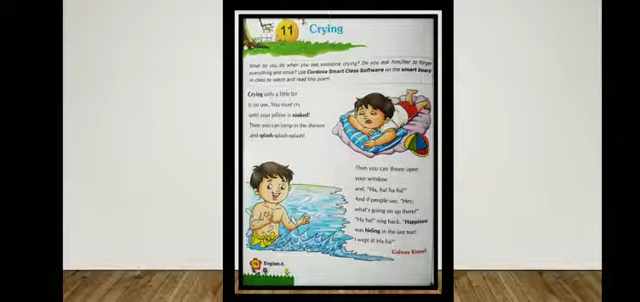 11
Crying
What do you do when you see someone crying? Do you ask him/her to forget
everything and smile? Use Cordova Smart Class Software on the smart board
in class to watch and read this poem.
Crying only a little bit
is no use. You must cry
until your pillow is soaked!
Then you can jump in the shower
and splash-splash-splash!
Then you can throw open
your window
and, "Ha, ha! ha ha!"
And if people say, "Hey,
what's going on up there?"
"Ha ha!" sing back, "Happiness
was hiding in the last tear!
I wept it! Ha ha!"
Galway Kinnell
English-5